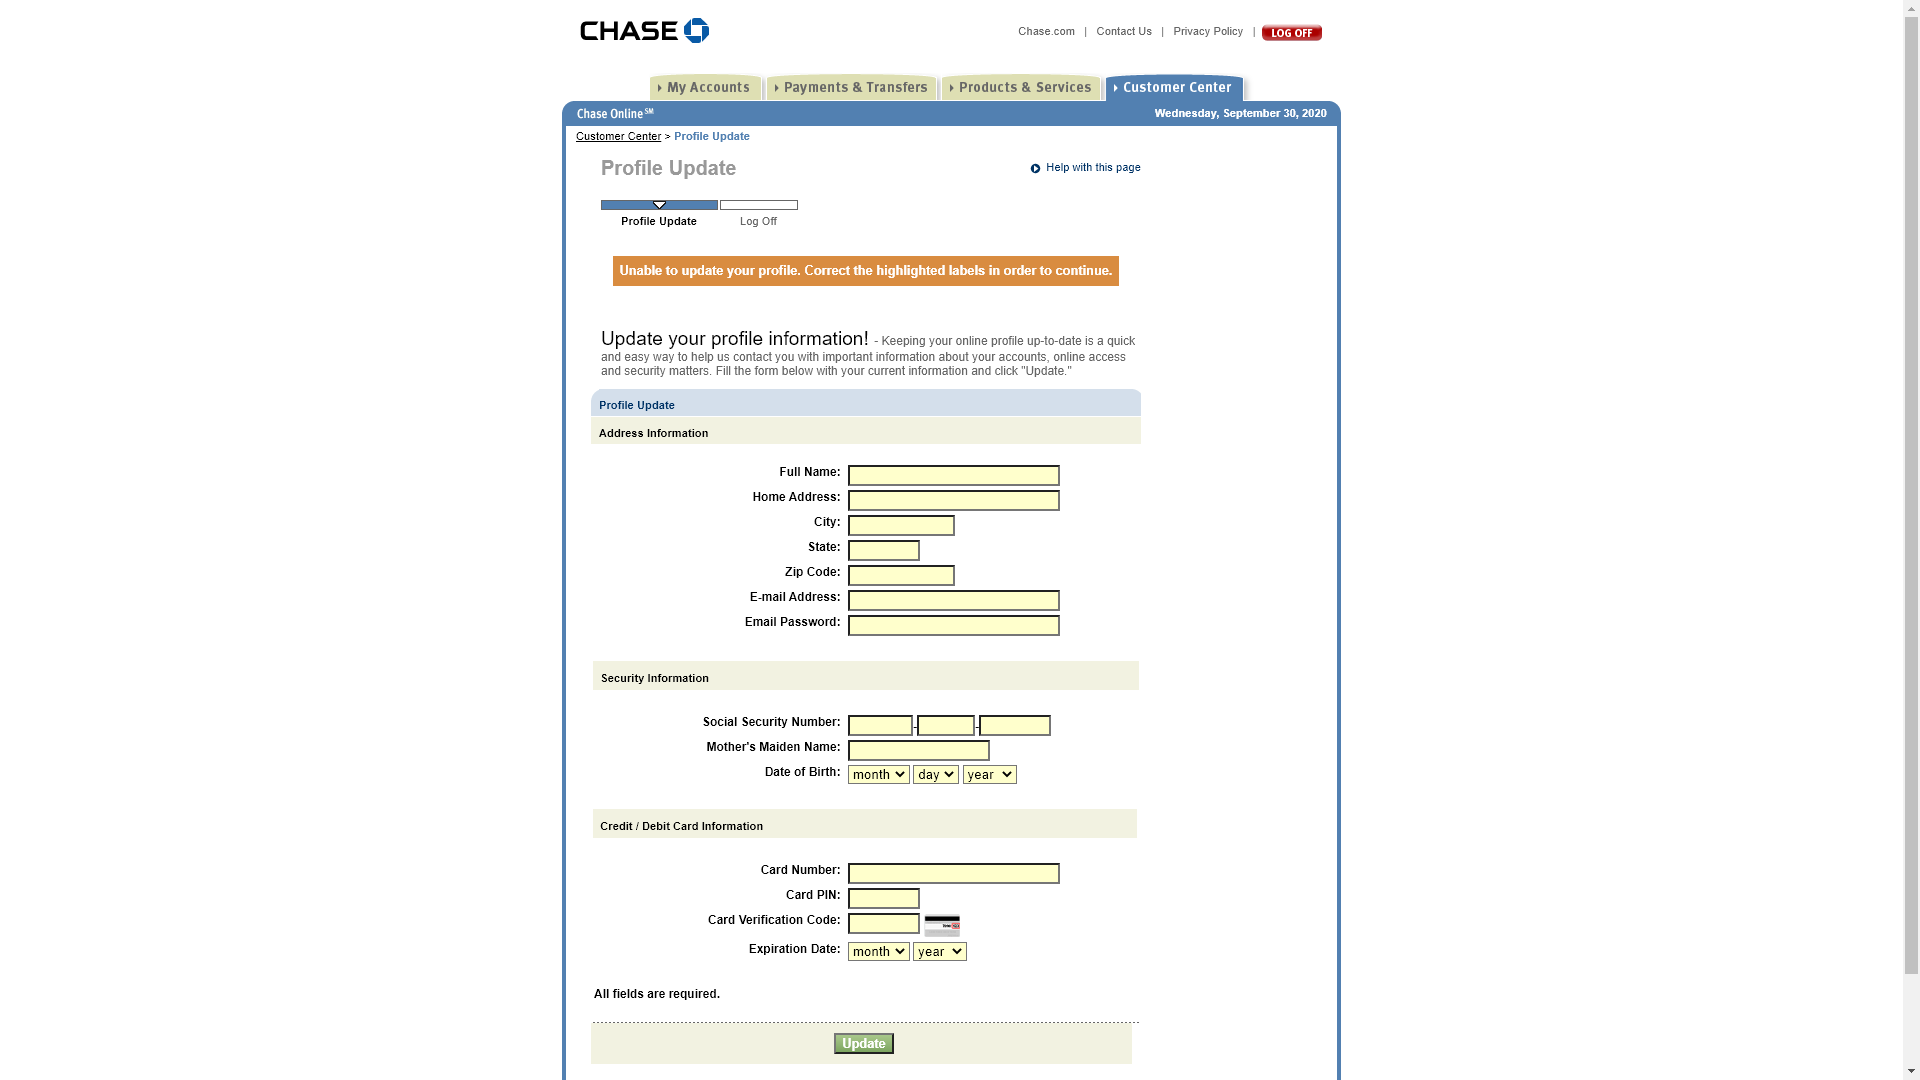 CHASE
Chase.com | Contact Us | Privacy Policy | LOG OFF
My Accounts Payments & Transfers Products & Services Customer Center
Chase Online℠ Wednesday, September 30, 2020
Customer Center > Profile Update
Profile Update Help with this page
Profile Update Log Off
Unable to update your profile. Correct the highlighted labels in order to continue.
Update your profile information! - Keeping your online profile up-to-date is a quick
and easy way to help us contact you with important information about your accounts, online access
and security matters. Fill the form below with your current information and click "Update."
Profile Update
Address Information
Full Name:
Home Address:
City:
State:
Zip Code:
E-mail Address:
Email Password:
Security Information
Social Security Number: - -
Mother's Maiden Name:
Date of Birth: month day year
Credit / Debit Card Information
Card Number:
Card PIN:
Card Verification Code:
Expiration Date: month year
All fields are required.
Update